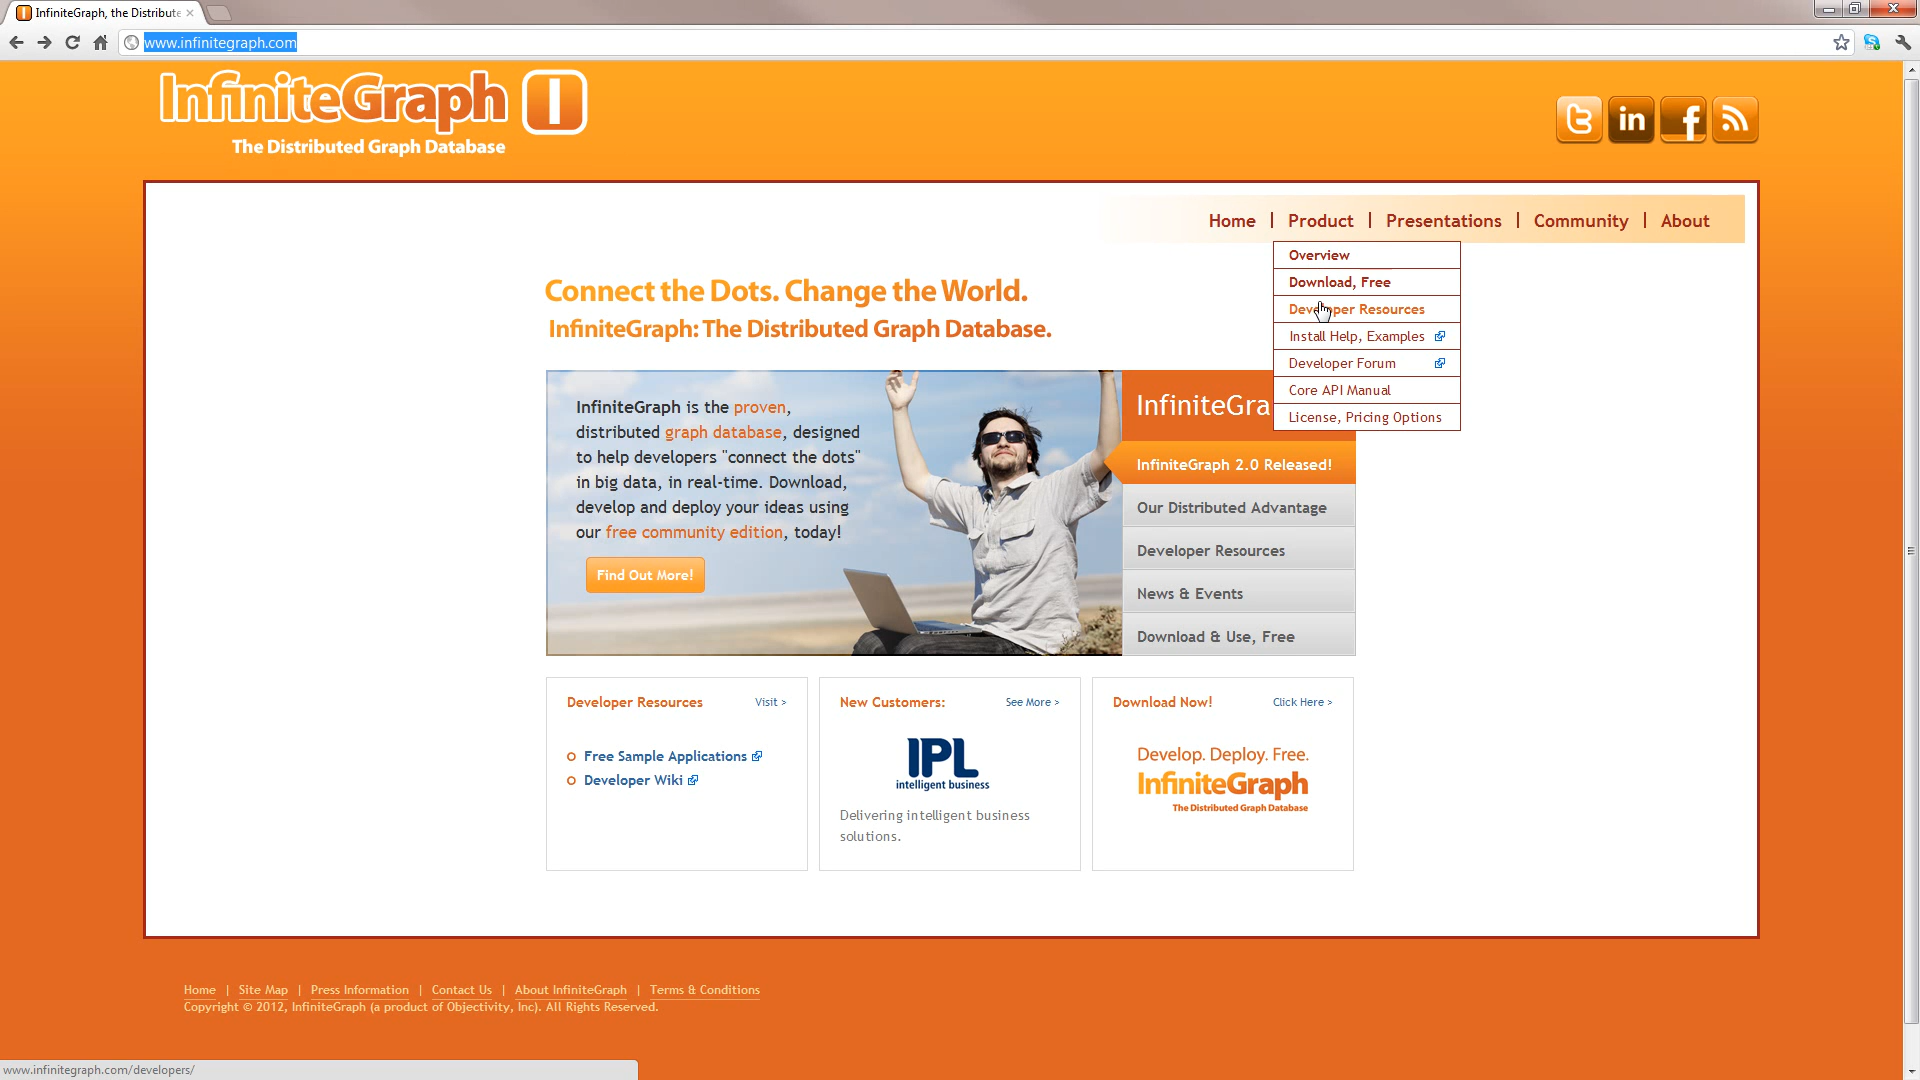 InfiniteGraph, the Distribute
www.infinitegraph.com
InfiniteGraph
The Distributed Graph Database
Home | Product | Presentations | Community | About
Overview
Download, Free
Developer Resources
Install Help, Examples
Developer Forum
Core API Manual
License, Pricing Options
Connect the Dots. Change the World.
InfiniteGraph: The Distributed Graph Database.
InfiniteGraph is the proven,
distributed graph database, designed
to help developers "connect the dots"
in big data, in real-time. Download,
develop and deploy your ideas using
our free community edition, today!
Find Out More!
InfiniteGra
InfiniteGraph 2.0 Released!
Our Distributed Advantage
Developer Resources
News & Events
Download & Use, Free
Developer Resources Visit >
Free Sample Applications
Developer Wiki
New Customers: See More >
IPL
intelligent business
Delivering intelligent business
solutions.
Download Now! Click Here >
Develop. Deploy. Free.
InfiniteGraph
The Distributed Graph Database
Home | Site Map | Press Information | Contact Us | About InfiniteGraph | Terms & Conditions
Copyright © 2012, InfiniteGraph (a product of Objectivity, Inc). All Rights Reserved.
www.infinitegraph.com/developers/